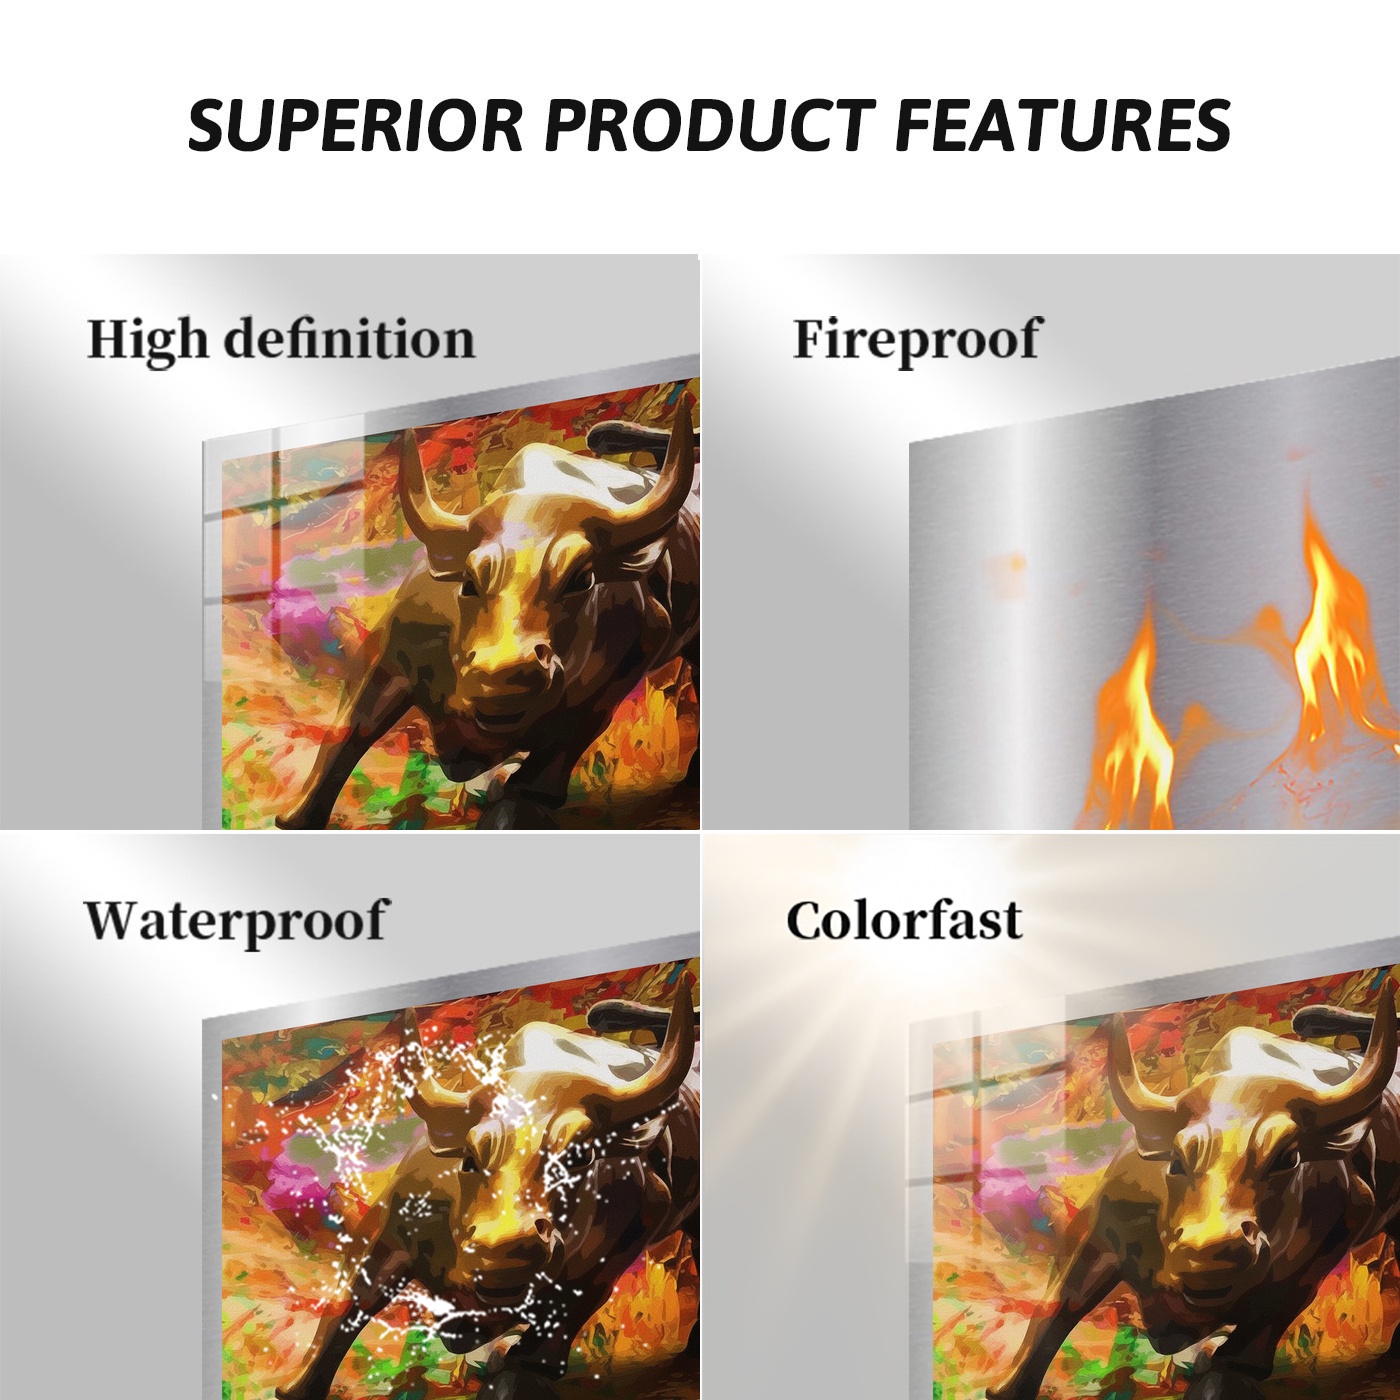 SUPERIOR PRODUCT FEATURES
High definition
Fireproof
Waterproof
Colorfast